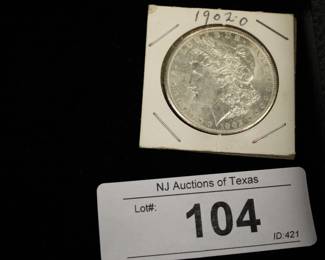 1902-O
NJ Auctions of Texas
Lot#:
104
ID:421